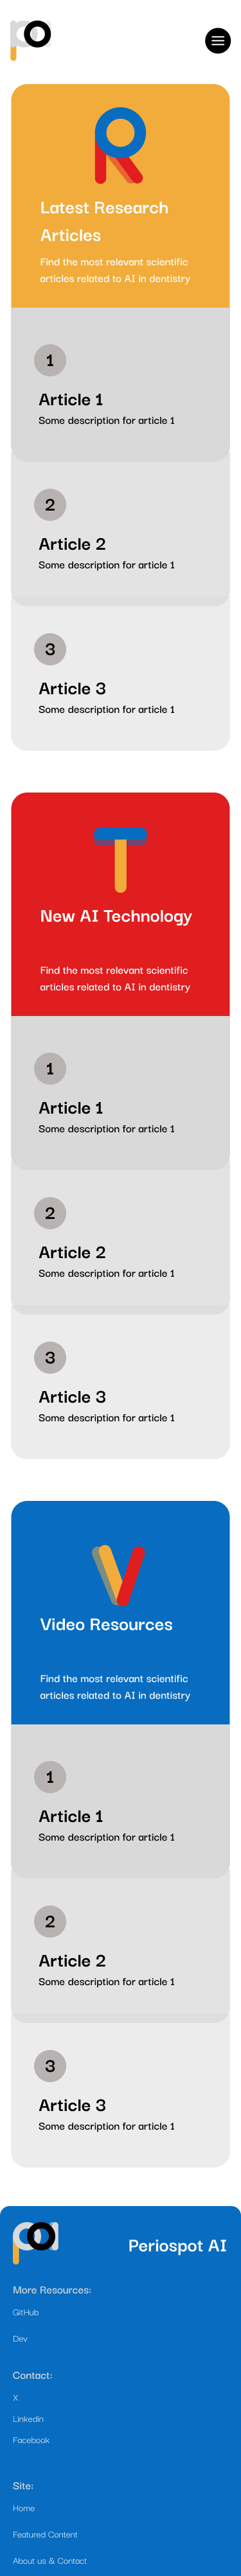 Latest Research
Articles
Find the most relevant scientific
articles related to AI in dentistry
1
Article 1
Some description for article 1
2
Article 2
Some description for article 1
3
Article 3
Some description for article 1
New AI Technology
Find the most relevant scientific
articles related to AI in dentistry
1
Article 1
Some description for article 1
2
Article 2
Some description for article 1
3
Article 3
Some description for article 1
Video Resources
Find the most relevant scientific
articles related to AI in dentistry
1
Article 1
Some description for article 1
2
Article 2
Some description for article 1
3
Article 3
Some description for article 1
Periospot AI
More Resources:
GitHub
Dev
Contact:
X
Linkedin
Facebook
Site:
Home
Featured Content
About us & Contact